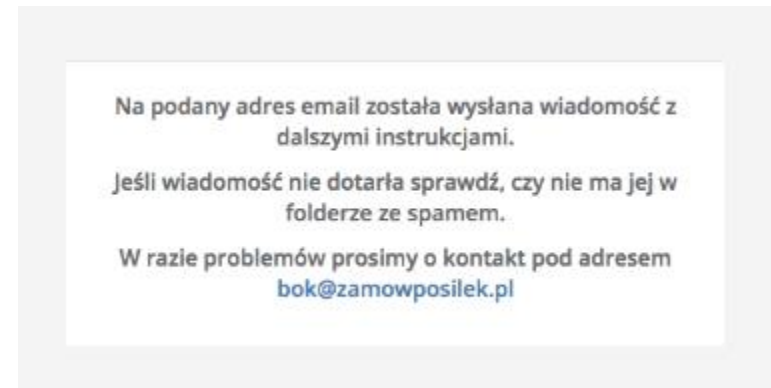 Na podany adres email została wysłana wiadomość z
dalszymi instrukcjami.
Jeśli wiadomość nie dotarła sprawdź, czy nie ma jej w
folderze ze spamem.
W razie problemów prosimy o kontakt pod adresem
bok@zamowposilek.pl